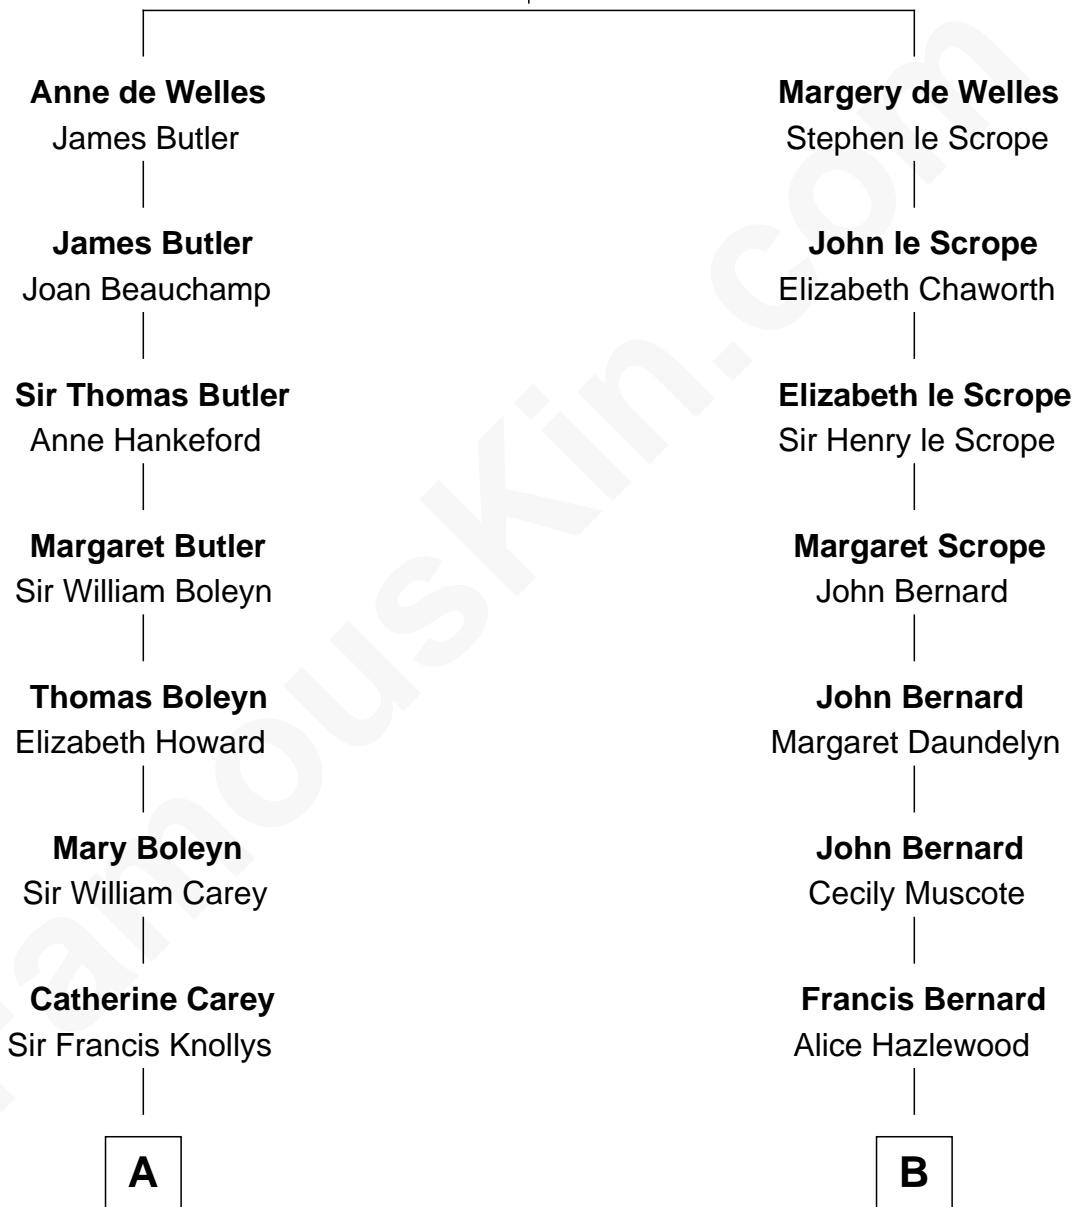 Anne de Welles
James Butler
James Butler
Joan Beauchamp
Sir Thomas Butler
Anne Hankeford
Margaret Butler
Sir William Boleyn
Thomas Boleyn
Elizabeth Howard
Mary Boleyn
Sir William Carey
Catherine Carey
Sir Francis Knollys
A
Margery de Welles
Stephen le Scrope
John le Scrope
Elizabeth Chaworth
Elizabeth le Scrope
Sir Henry le Scrope
Margaret Scrope
John Bernard
John Bernard
Margaret Daundelyn
John Bernard
Cecily Muscote
Francis Bernard
Alice Hazlewood
B
FamousKin.com